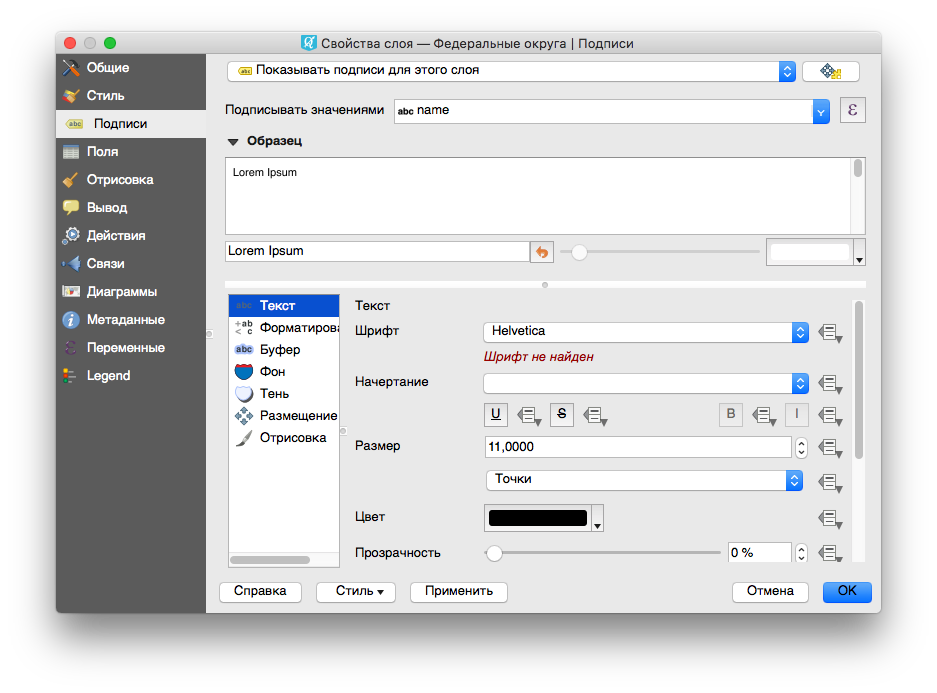 Свойства слоя — Федеральные округа | Подписи
Общие
Стиль
abc Подписи
Поля
Отрисовка
Вывод
Действия
Связи
Диаграммы
Метаданные
Переменные
Legend
abc Показывать подписи для этого слоя
Подписывать значениями abc name ε
Образец
Lorem Ipsum
Lorem Ipsum
abc Текст
+ab < c Форматирова
abc Буфер
Фон
Тень
Размещение
Отрисовка
Текст
Шрифт Helvetica
Шрифт не найден
Начертание
U S B I
Размер 11,0000
Точки
Цвет
Прозрачность 0 %
Справка Стиль Применить Отмена OK